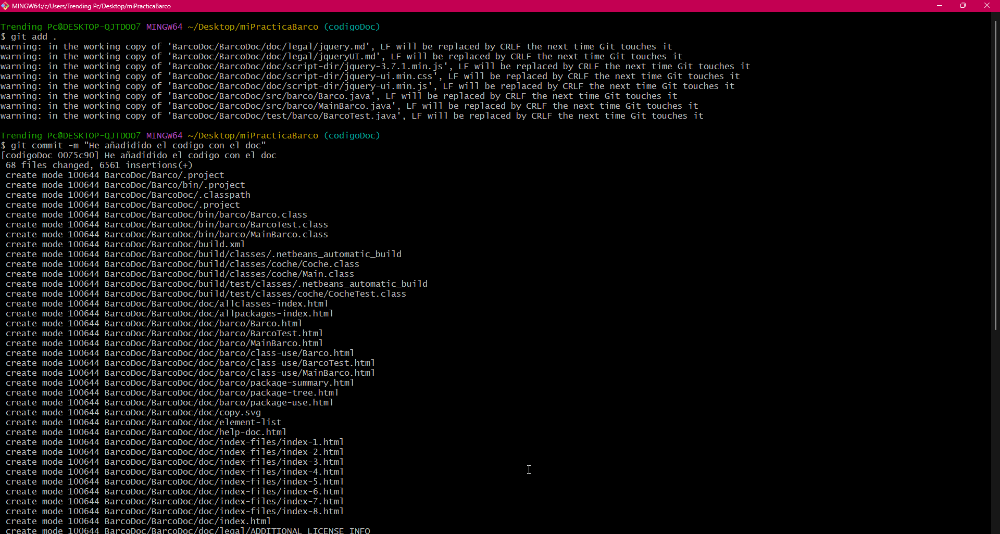 MINGW64:/c/Users/Trending Pc/Desktop/miPracticaBarco
Trending Pc@DESKTOP-QJTDOO7 MINGW64 ~/Desktop/miPracticaBarco (codigoDoc)
$ git add .
warning: in the working copy of 'BarcoDoc/BarcoDoc/doc/legal/jquery.md', LF will be replaced by CRLF the next time Git touches it
warning: in the working copy of 'BarcoDoc/BarcoDoc/doc/legal/jqueryUI.md', LF will be replaced by CRLF the next time Git touches it
warning: in the working copy of 'BarcoDoc/BarcoDoc/doc/script-dir/jquery-3.7.1.min.js', LF will be replaced by CRLF the next time Git touches it
warning: in the working copy of 'BarcoDoc/BarcoDoc/doc/script-dir/jquery-ui.min.css', LF will be replaced by CRLF the next time Git touches it
warning: in the working copy of 'BarcoDoc/BarcoDoc/doc/script-dir/jquery-ui.min.js', LF will be replaced by CRLF the next time Git touches it
warning: in the working copy of 'BarcoDoc/BarcoDoc/src/barco/Barco.java', LF will be replaced by CRLF the next time Git touches it
warning: in the working copy of 'BarcoDoc/BarcoDoc/src/barco/MainBarco.java', LF will be replaced by CRLF the next time Git touches it
warning: in the working copy of 'BarcoDoc/BarcoDoc/test/barco/BarcoTest.java', LF will be replaced by CRLF the next time Git touches it
Trending Pc@DESKTOP-QJTDOO7 MINGW64 ~/Desktop/miPracticaBarco (codigoDoc)
$ git commit -m "He añadidido el codigo con el doc"
[codigoDoc 0075c90] He añadidido el codigo con el doc
68 files changed, 6561 insertions(+)
create mode 100644 BarcoDoc/Barco/.project
create mode 100644 BarcoDoc/Barco/bin/.project
create mode 100644 BarcoDoc/BarcoDoc/.classpath
create mode 100644 BarcoDoc/BarcoDoc/.project
create mode 100644 BarcoDoc/BarcoDoc/bin/barco/Barco.class
create mode 100644 BarcoDoc/BarcoDoc/bin/barco/BarcoTest.class
create mode 100644 BarcoDoc/BarcoDoc/bin/barco/MainBarco.class
create mode 100644 BarcoDoc/BarcoDoc/build.xml
create mode 100644 BarcoDoc/BarcoDoc/build/classes/.netbeans_automatic_build
create mode 100644 BarcoDoc/BarcoDoc/build/classes/coche/Coche.class
create mode 100644 BarcoDoc/BarcoDoc/build/classes/coche/Main.class
create mode 100644 BarcoDoc/BarcoDoc/build/test/classes/.netbeans_automatic_build
create mode 100644 BarcoDoc/BarcoDoc/build/test/classes/coche/CocheTest.class
create mode 100644 BarcoDoc/BarcoDoc/doc/allclasses-index.html
create mode 100644 BarcoDoc/BarcoDoc/doc/allpackages-index.html
create mode 100644 BarcoDoc/BarcoDoc/doc/barco/Barco.html
create mode 100644 BarcoDoc/BarcoDoc/doc/barco/BarcoTest.html
create mode 100644 BarcoDoc/BarcoDoc/doc/barco/MainBarco.html
create mode 100644 BarcoDoc/BarcoDoc/doc/barco/class-use/Barco.html
create mode 100644 BarcoDoc/BarcoDoc/doc/barco/class-use/BarcoTest.html
create mode 100644 BarcoDoc/BarcoDoc/doc/barco/class-use/MainBarco.html
create mode 100644 BarcoDoc/BarcoDoc/doc/barco/package-summary.html
create mode 100644 BarcoDoc/BarcoDoc/doc/barco/package-tree.html
create mode 100644 BarcoDoc/BarcoDoc/doc/barco/package-use.html
create mode 100644 BarcoDoc/BarcoDoc/doc/copy.svg
create mode 100644 BarcoDoc/BarcoDoc/doc/element-list
create mode 100644 BarcoDoc/BarcoDoc/doc/help-doc.html
create mode 100644 BarcoDoc/BarcoDoc/doc/index-files/index-1.html
create mode 100644 BarcoDoc/BarcoDoc/doc/index-files/index-2.html
create mode 100644 BarcoDoc/BarcoDoc/doc/index-files/index-3.html
create mode 100644 BarcoDoc/BarcoDoc/doc/index-files/index-4.html
create mode 100644 BarcoDoc/BarcoDoc/doc/index-files/index-5.html
create mode 100644 BarcoDoc/BarcoDoc/doc/index-files/index-6.html
create mode 100644 BarcoDoc/BarcoDoc/doc/index-files/index-7.html
create mode 100644 BarcoDoc/BarcoDoc/doc/index-files/index-8.html
create mode 100644 BarcoDoc/BarcoDoc/doc/index.html
create mode 100644 BarcoDoc/BarcoDoc/doc/legal/ADDITIONAL_LICENSE_INFO